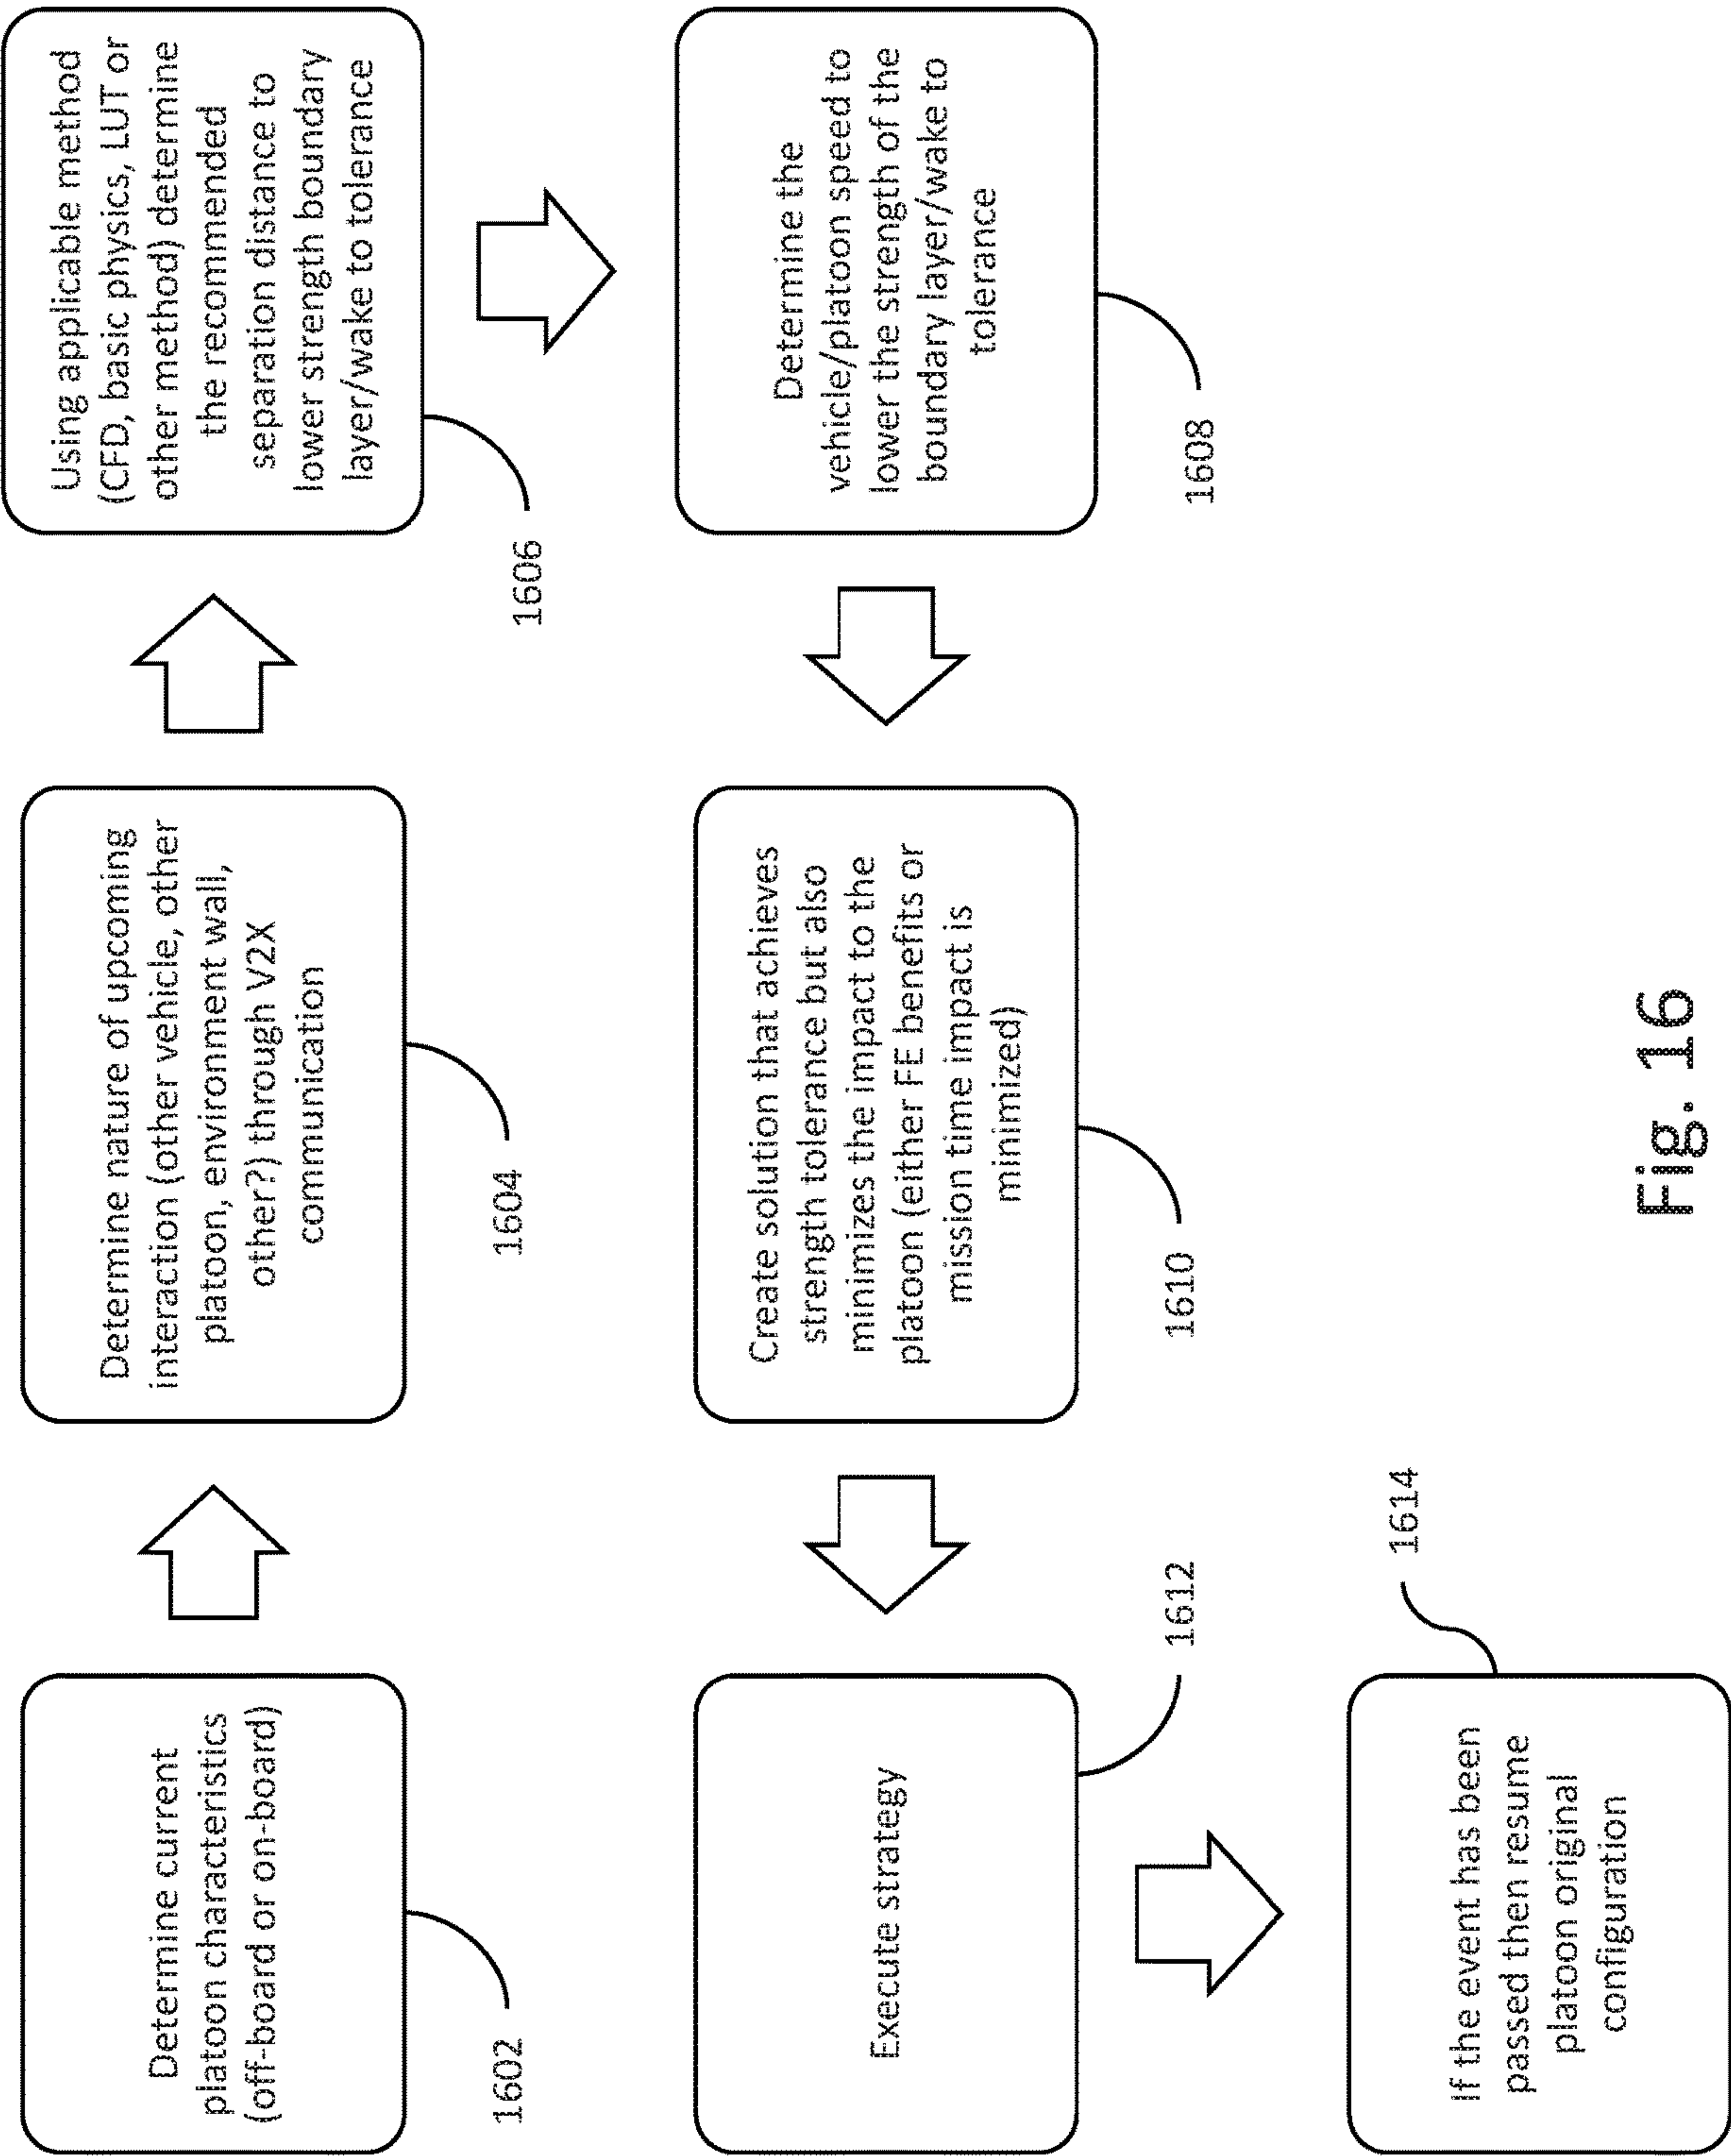 Determine current
platoon characteristics
(off-board or on-board)
1602
Determine nature of upcoming
interaction (other vehicle, other
platoon, environment wall,
other?) through V2X
communication
1604
Using applicable method
(CFD, basic physics, LUT or
other method) determine
the recommended
separation distance to
lower strength boundary
layer/wake to tolerance
1606
Determine the
vehicle/platoon speed to
lower the strength of the
boundary layer/wake to
tolerance
1608
Create solution that achieves
strength tolerance but also
minimizes the impact to the
platoon (either FE benefits or
mission time impact is
minimized)
1610
Execute strategy
1612
If the event has been
passed then resume
platoon original
configuration
1614
Fig. 16